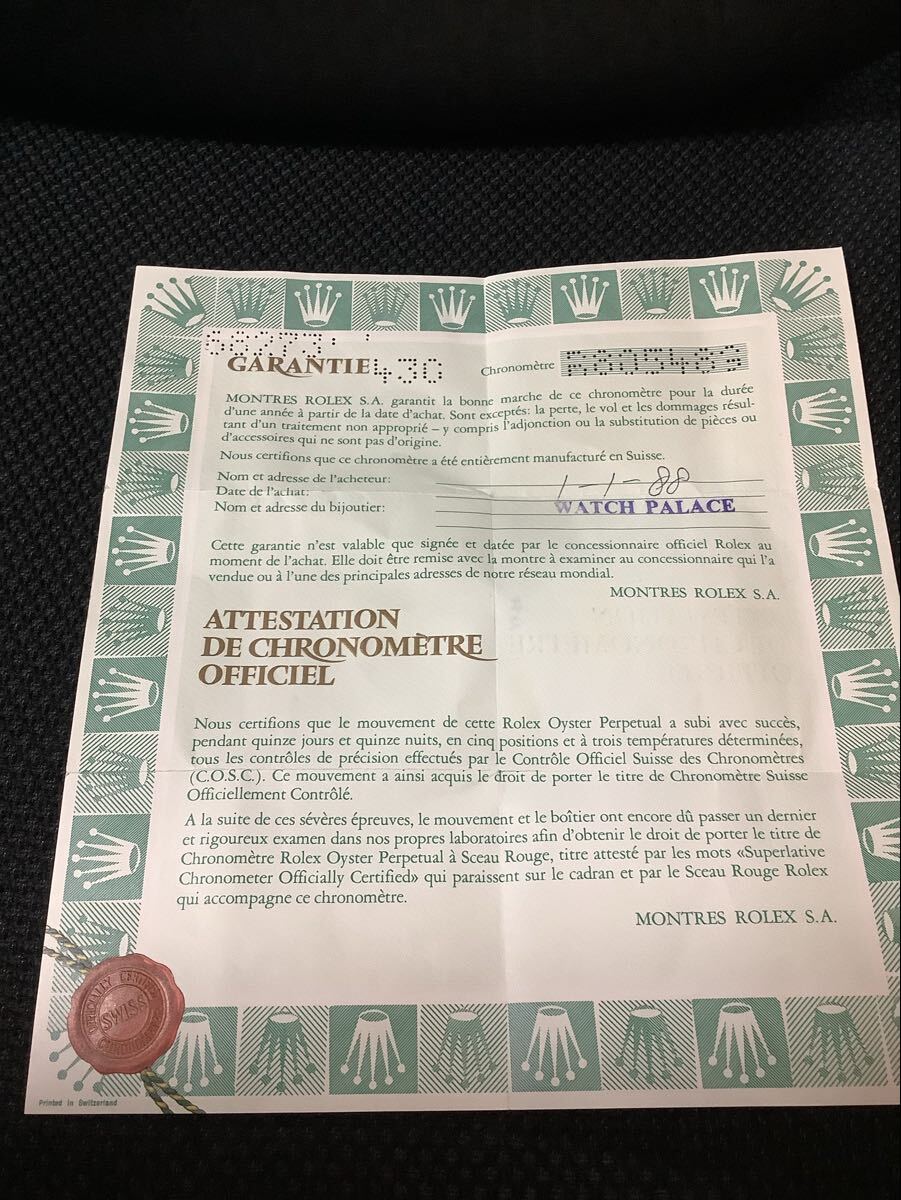 68273
GARANTIE 430
Chronomètre R805483
MONTRES ROLEX S.A. garantit la bonne marche de ce chronomètre pour la durée
d'une année à partir de la date d'achat. Sont exceptés: la perte, le vol et les dommages résul-
tant d'un traitement non approprié – y compris l'adjonction ou la substitution de pièces ou
d'accessoires qui ne sont pas d'origine.
Nous certifions que ce chronomètre a été entièrement manufacturé en Suisse.
Nom et adresse de l'acheteur:
Date de l'achat: 1-1-88
Nom et adresse du bijoutier: WATCH PALACE
Cette garantie n'est valable que signée et datée par le concessionnaire officiel Rolex au
moment de l'achat. Elle doit être remise avec la montre à examiner au concessionnaire qui l'a
vendue ou à l'une des principales adresses de notre réseau mondial.
MONTRES ROLEX S.A.
ATTESTATION
DE CHRONOMÈTRE
OFFICIEL
Nous certifions que le mouvement de cette Rolex Oyster Perpetual a subi avec succès,
pendant quinze jours et quinze nuits, en cinq positions et à trois températures déterminées,
tous les contrôles de précision effectués par le Contrôle Officiel Suisse des Chronomètres
(C.O.S.C.). Ce mouvement a ainsi acquis le droit de porter le titre de Chronomètre Suisse
Officiellement Contrôlé.
A la suite de ces sévères épreuves, le mouvement et le boîtier ont encore dû passer un dernier
et rigoureux examen dans nos propres laboratoires afin d'obtenir le droit de porter le titre de
Chronomètre Rolex Oyster Perpetual à Sceau Rouge, titre attesté par les mots «Superlative
Chronometer Officially Certified» qui paraissent sur le cadran et par le Sceau Rouge Rolex
qui accompagne ce chronomètre.
MONTRES ROLEX S.A.
OFFICIALLY CERTIFIED
SWISS
CHRONOMETER
Printed in Switzerland